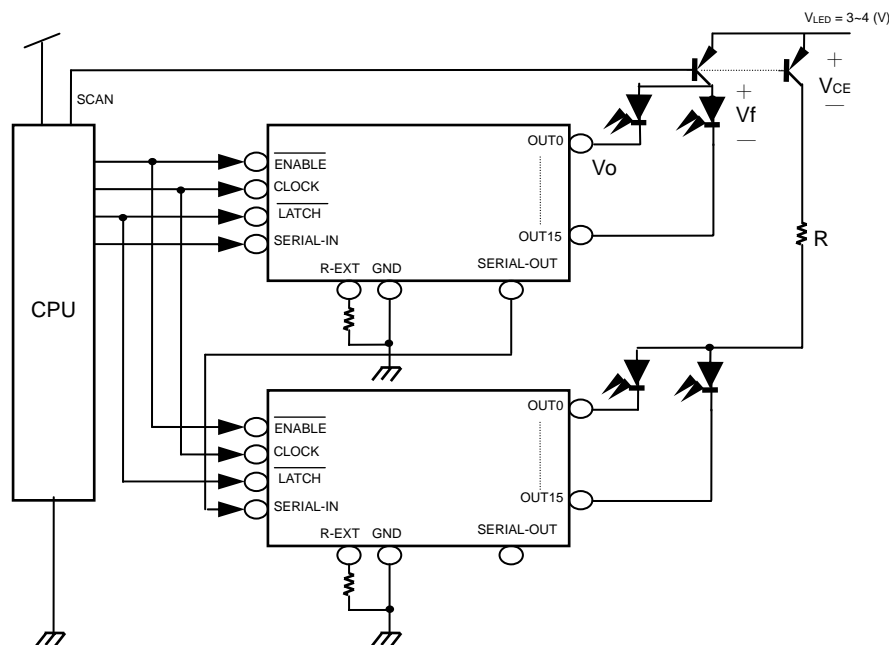 V LED = 3~4 (V)
+
VCE
—
SCAN
+
Vf
—
OUT0
ENABLE
Vo
CLOCK
LATCH
OUT15
SERIAL-IN
R
R-EXT GND SERIAL-OUT
CPU
OUT0
ENABLE
CLOCK
LATCH
OUT15
SERIAL-IN
SERIAL-OUT
R-EXT GND